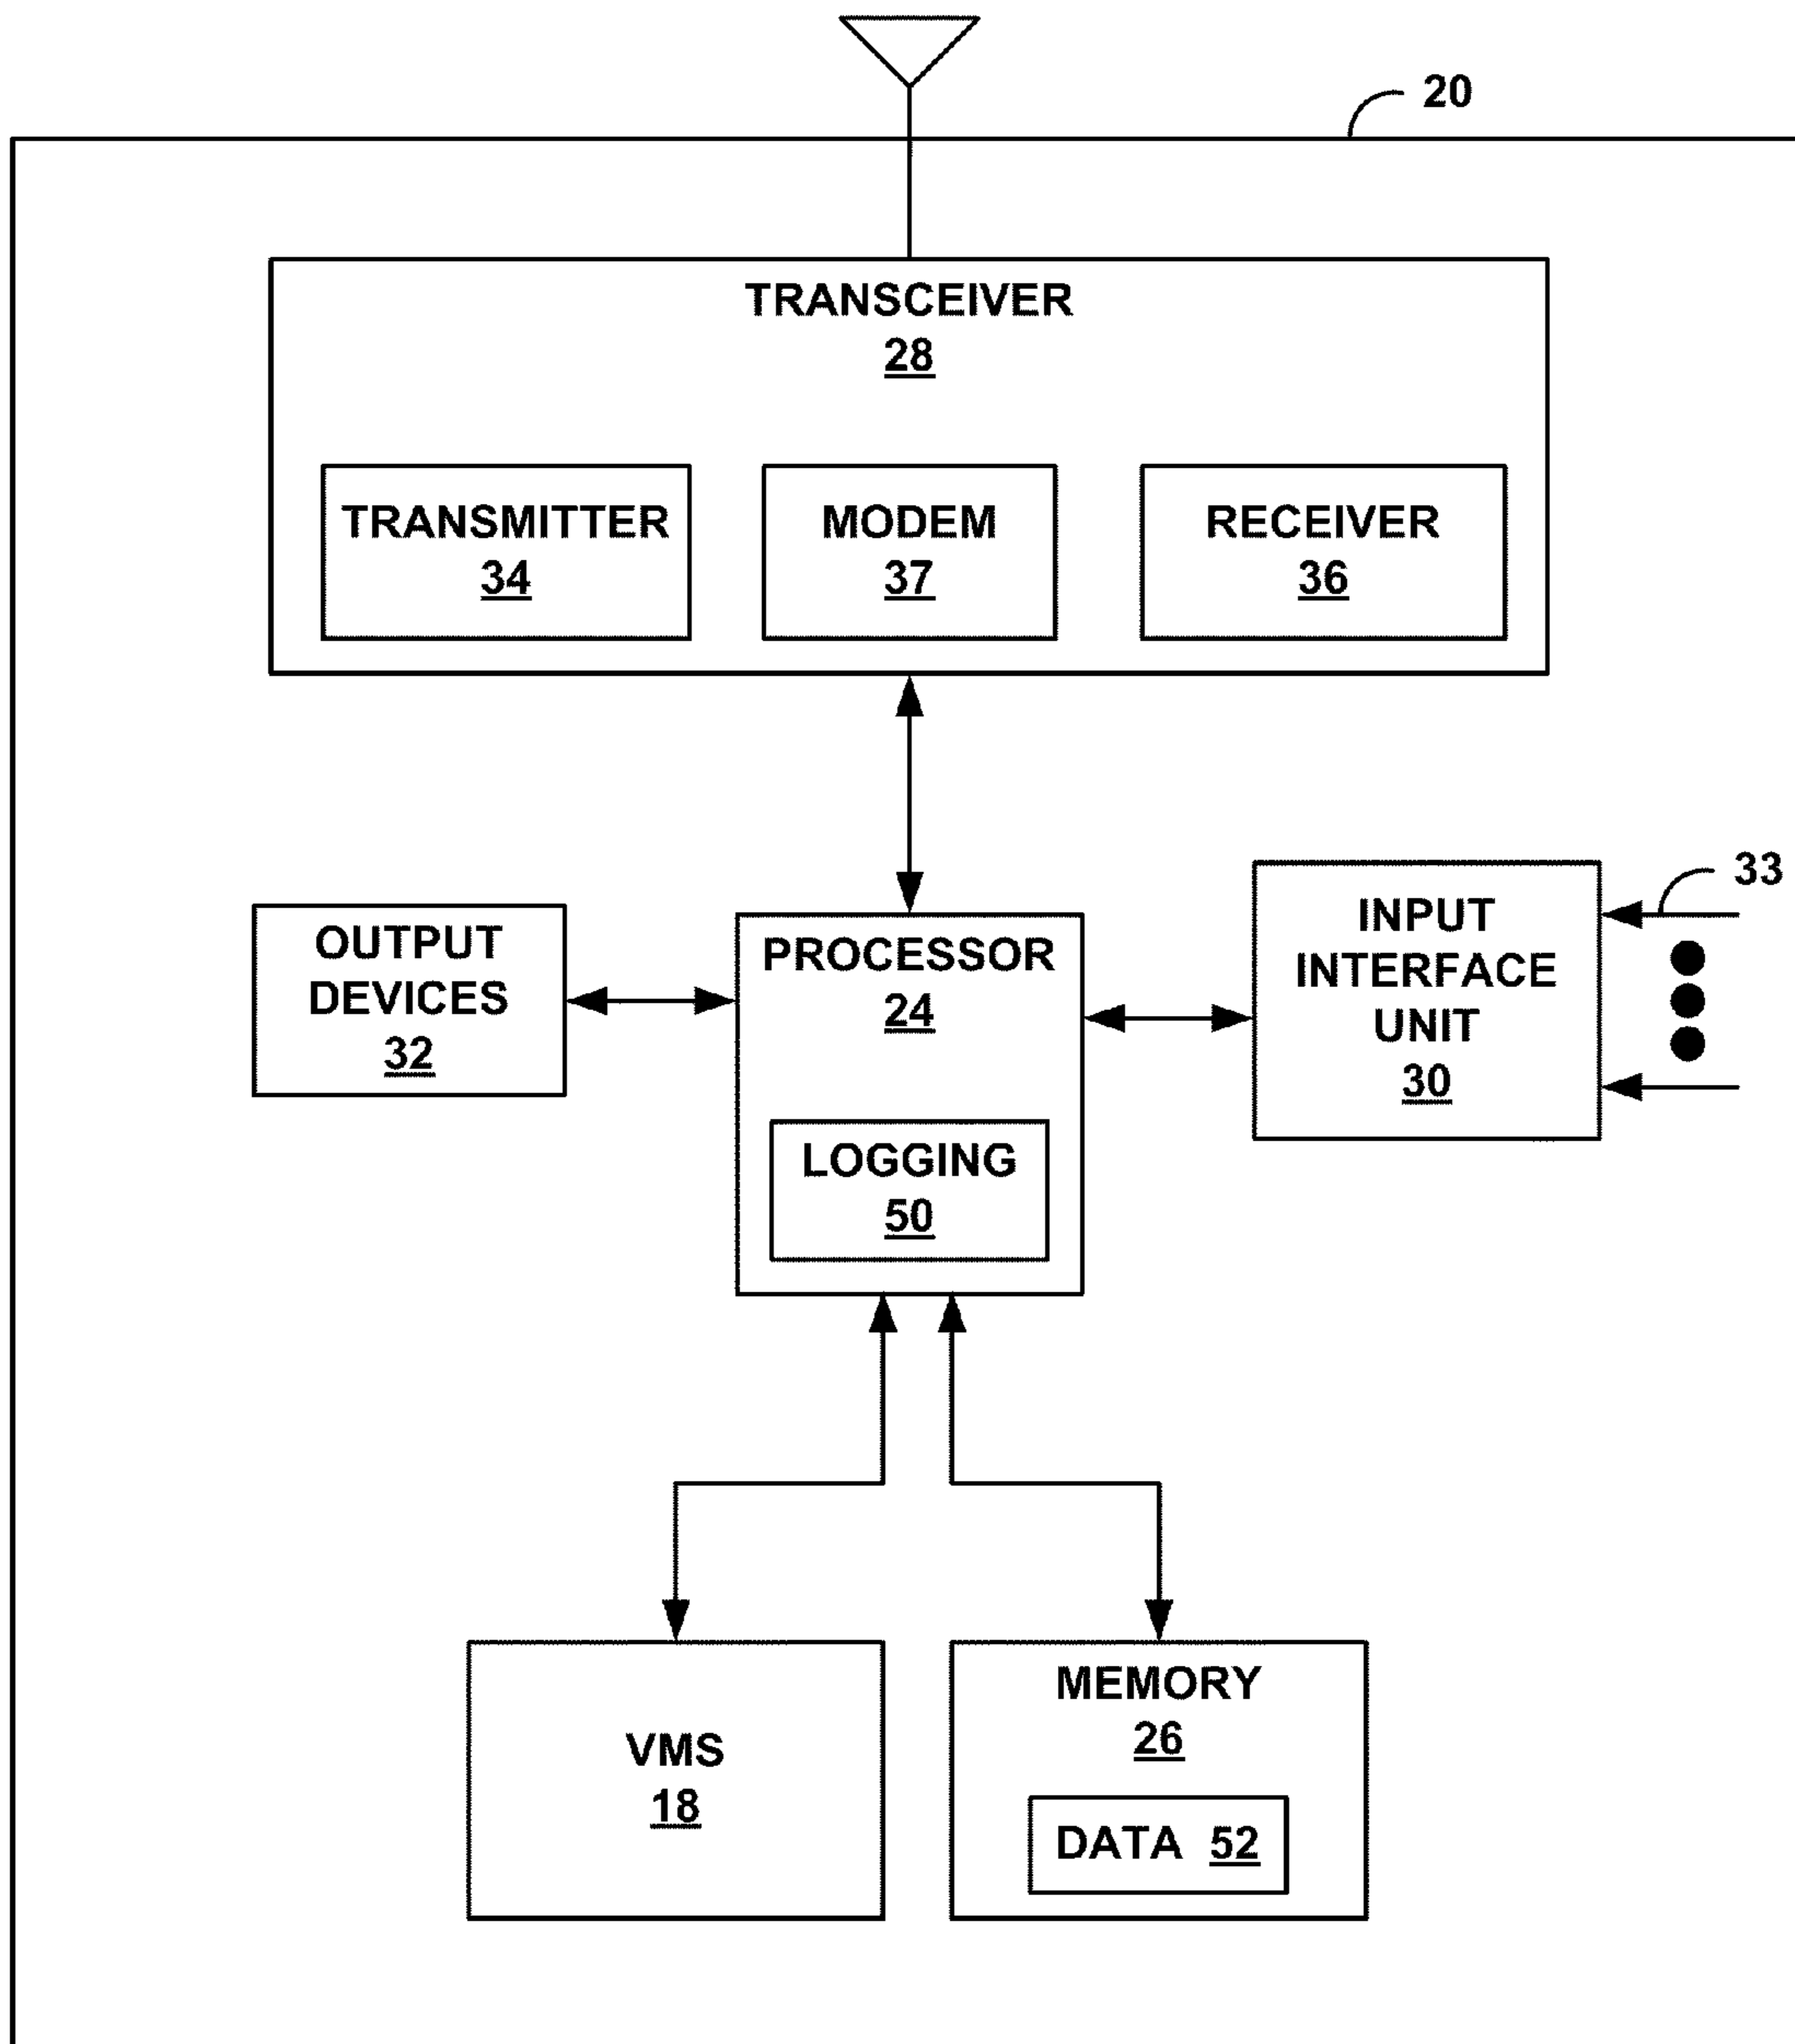 20
TRANSCEIVER
28
TRANSMITTER
34
MODEM
37
RECEIVER
36
OUTPUT
DEVICES
32
PROCESSOR
24
LOGGING
50
INPUT
INTERFACE
UNIT
30
33
VMS
18
MEMORY
26
DATA 52